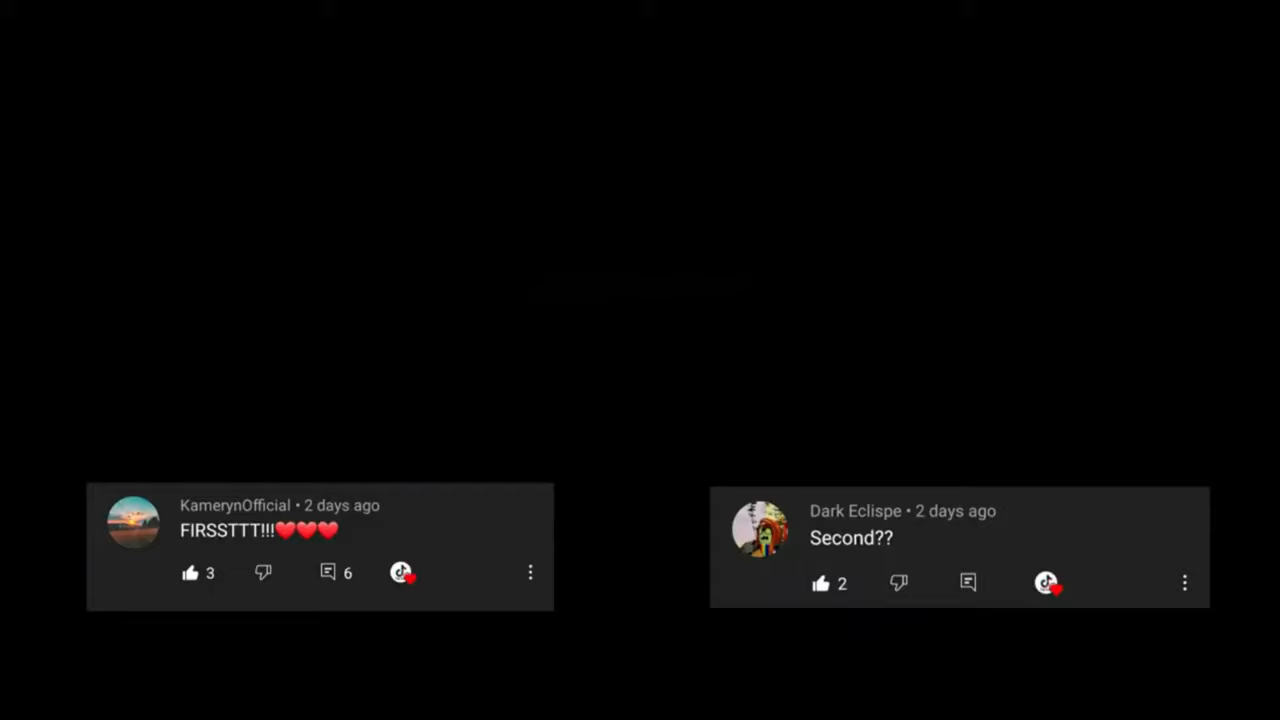 KamerynOfficial • 2 days ago
FIRSSTTT!!!❤️❤️❤️
3 6
Dark Eclispe • 2 days ago
Second??
2